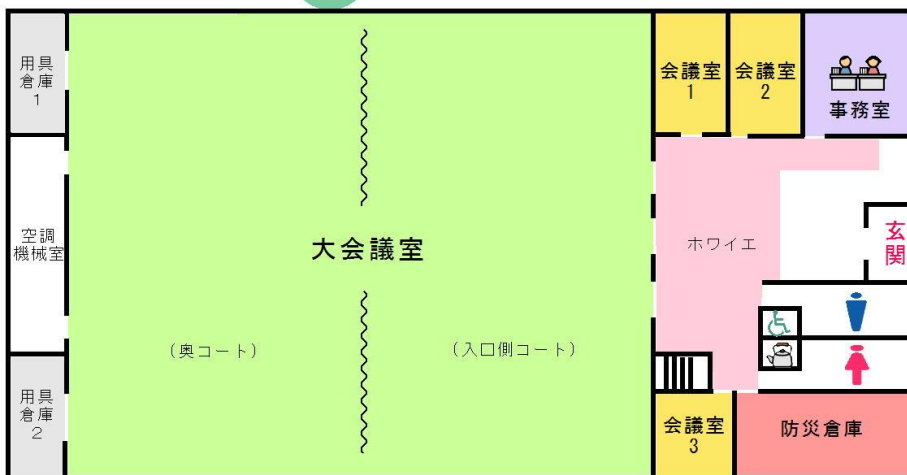 用具
倉庫
1
会議室
1
会議室
2
事務室
空調
機械室
大会議室
ホワイエ
玄
関
(奥コート)
(入口側コート)
用具
倉庫
2
会議室
3
防災倉庫